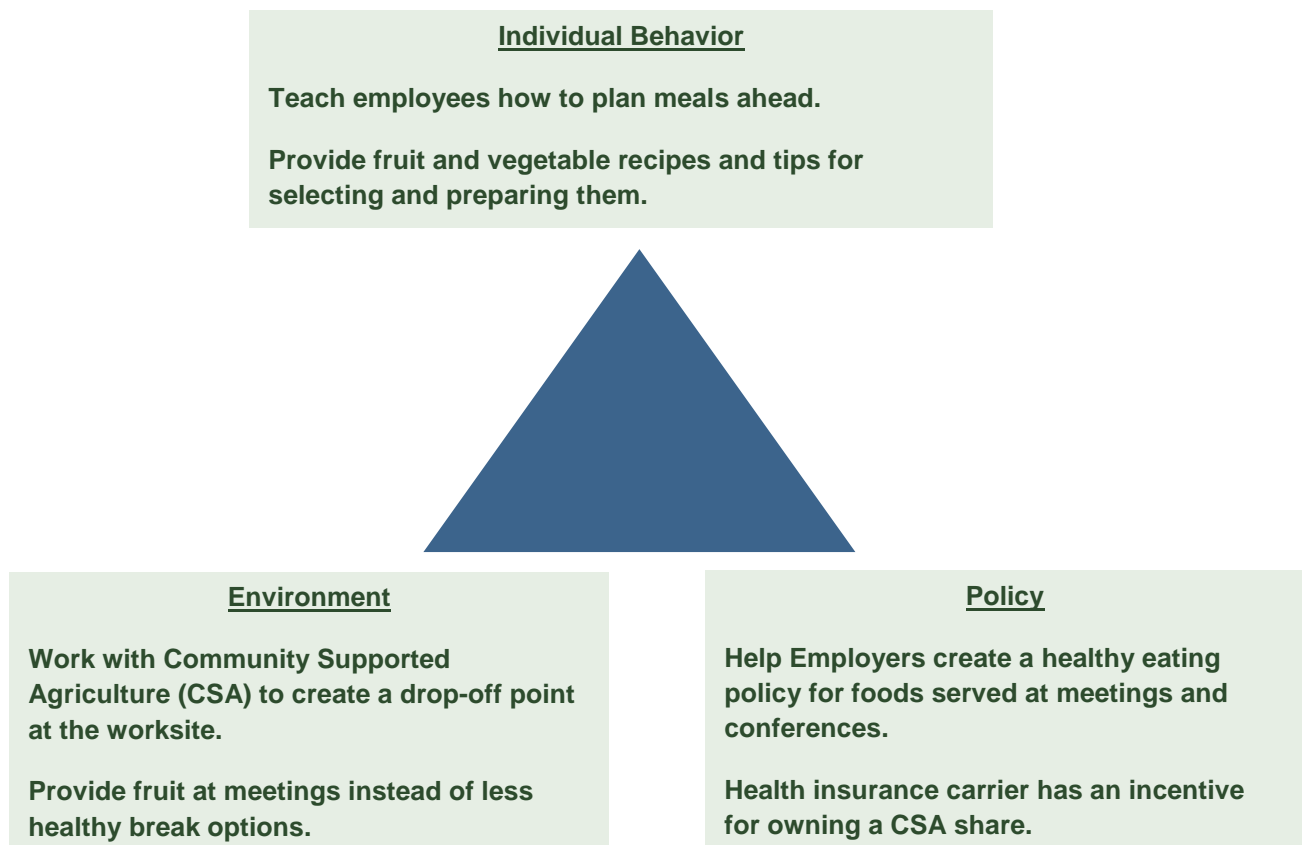 Individual Behavior
Teach employees how to plan meals ahead.
Provide fruit and vegetable recipes and tips for
selecting and preparing them.
Environment
Work with Community Supported
Agriculture (CSA) to create a drop-off point
at the worksite.
Provide fruit at meetings instead of less
healthy break options.
Policy
Help Employers create a healthy eating
policy for foods served at meetings and
conferences.
Health insurance carrier has an incentive
for owning a CSA share.